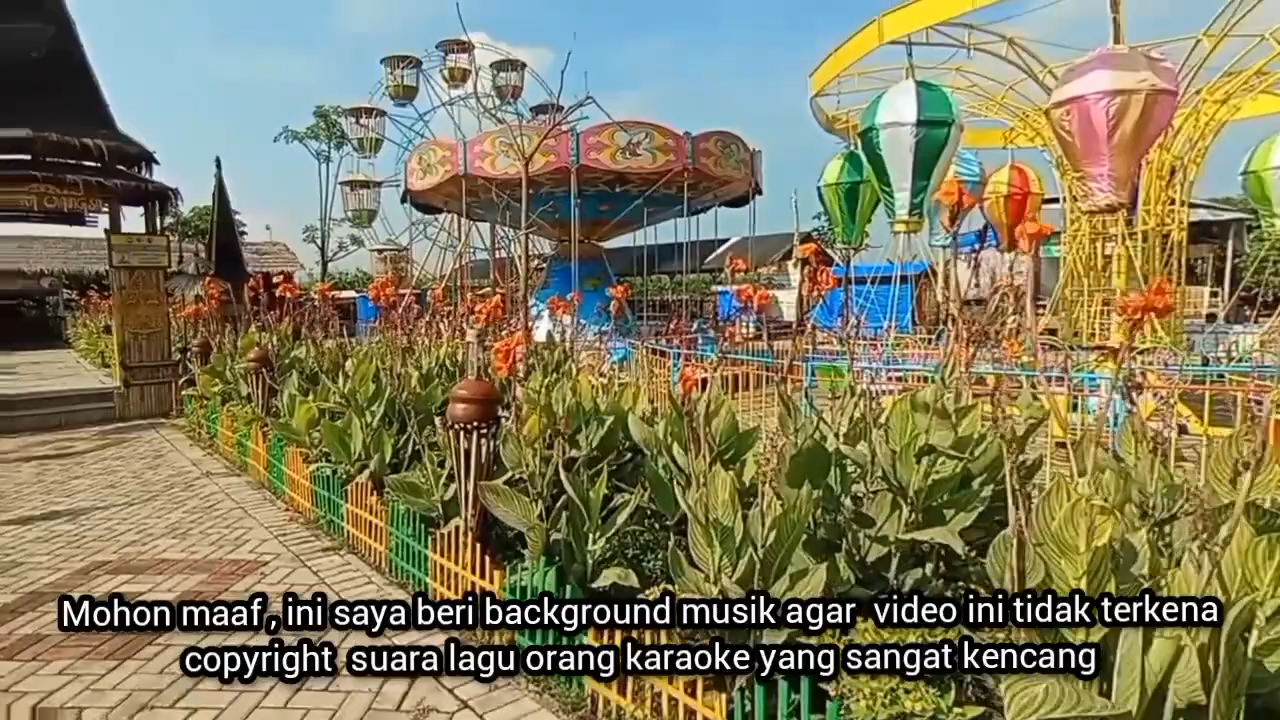 Mohon maaf, ini saya beri background musik agar video ini tidak terkena
copyright suara lagu orang karaoke yang sangat kencang